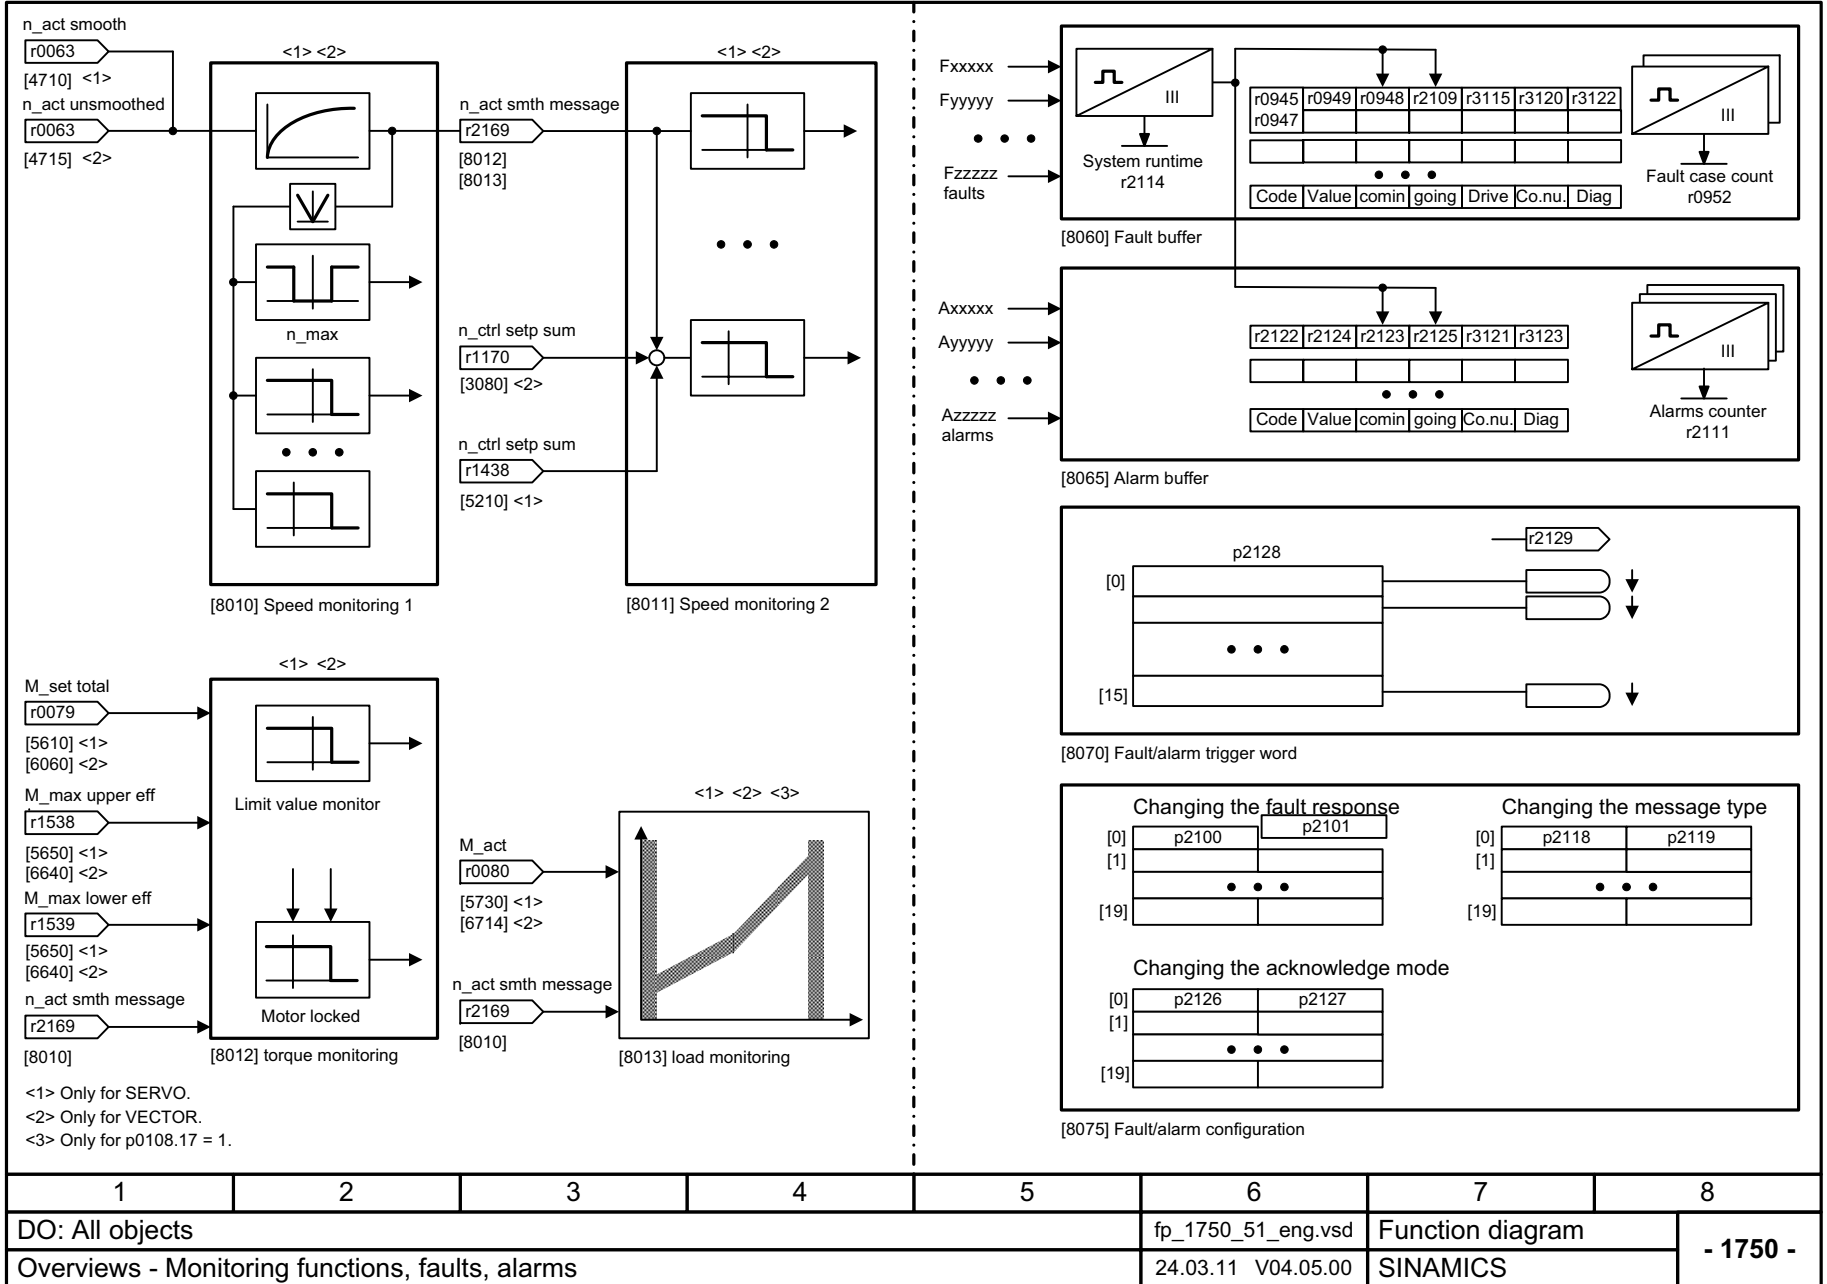 n_act smooth
r0063
[4710] <1>
n_act unsmoothed
r0063
[4715] <2>
<1> <2>
n_max
[8010] Speed monitoring 1
n_act smth message
r2169
[8012]
[8013]
n_ctrl setp sum
r1170
[3080] <2>
n_ctrl setp sum
r1438
[5210] <1>
<1> <2>
[8011] Speed monitoring 2
M_set total
r0079
[5610] <1>
[6060] <2>
M_max upper eff
r1538
[5650] <1>
[6640] <2>
M_max lower eff
r1539
[5650] <1>
[6640] <2>
n_act smth message
r2169
[8010]
<1> <2>
Limit value monitor
Motor locked
[8012] torque monitoring
M_act
r0080
[5730] <1>
[6714] <2>
n_act smth message
r2169
[8010]
<1> <2> <3>
[8013] load monitoring
<1> Only for SERVO.
<2> Only for VECTOR.
<3> Only for p0108.17 = 1.
Fxxxxx
Fyyyyy
Fzzzzz
faults
III
System runtime
r2114
r0945 r0949 r0948 r2109 r3115 r3120 r3122
r0947
Code Value comin going Drive Co.nu. Diag
III
Fault case count
r0952
[8060] Fault buffer
Axxxxx
Ayyyyy
Azzzzz
alarms
r2122 r2124 r2123 r2125 r3121 r3123
Code Value comin going Co.nu. Diag
III
Alarms counter
r2111
[8065] Alarm buffer
p2128
r2129
[0]
[15]
[8070] Fault/alarm trigger word
Changing the fault response
[0] p2100 p2101
[1]
[19]
Changing the message type
[0] p2118 p2119
[1]
[19]
Changing the acknowledge mode
[0] p2126 p2127
[1]
[19]
[8075] Fault/alarm configuration
1 2 3 4 5 6 7 8
DO: All objects fp_1750_51_eng.vsd Function diagram - 1750 -
Overviews - Monitoring functions, faults, alarms 24.03.11 V04.05.00 SINAMICS